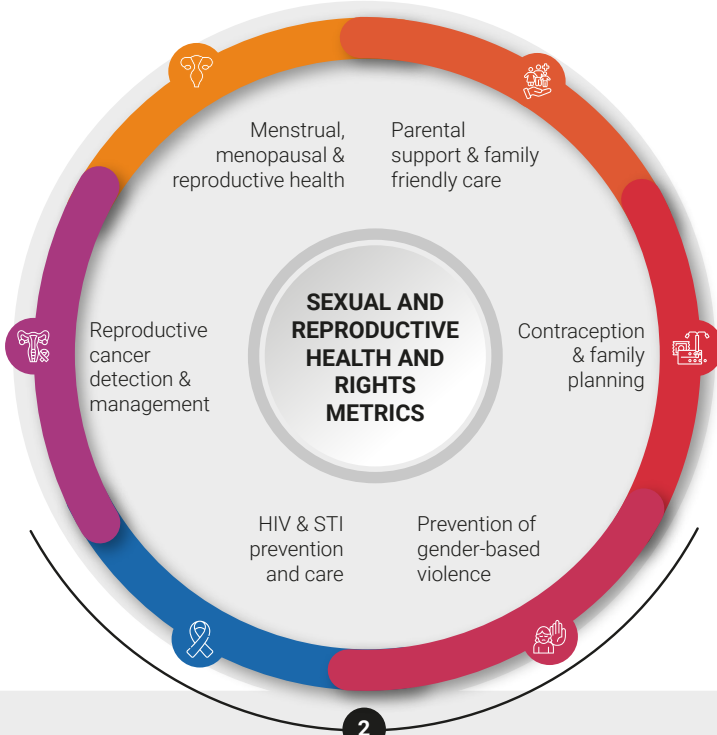 Menstrual,
menopausal &
reproductive health
Parental
support & family
friendly care
Reproductive
cancer
detection &
management
SEXUAL AND
REPRODUCTIVE
HEALTH AND
RIGHTS
METRICS
Contraception
& family
planning
HIV & STI
prevention
and care
Prevention of
gender-based
violence
2